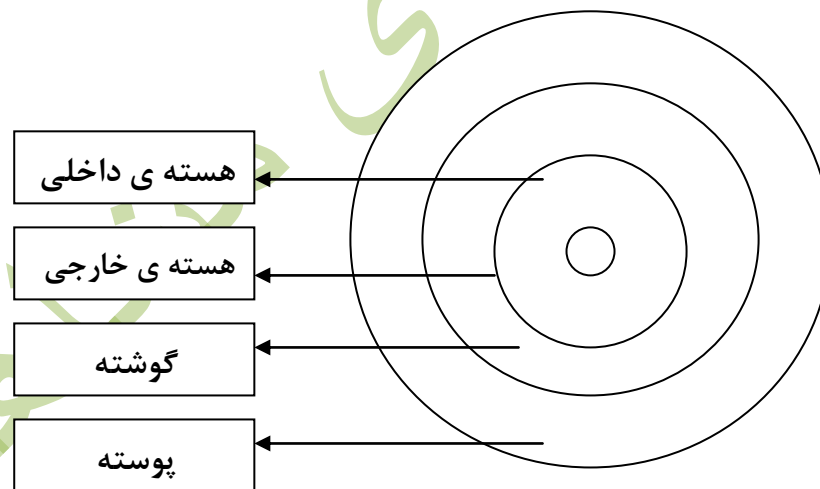 هسته ی داخلی
هسته ی خارجی
گوشته
پوسته